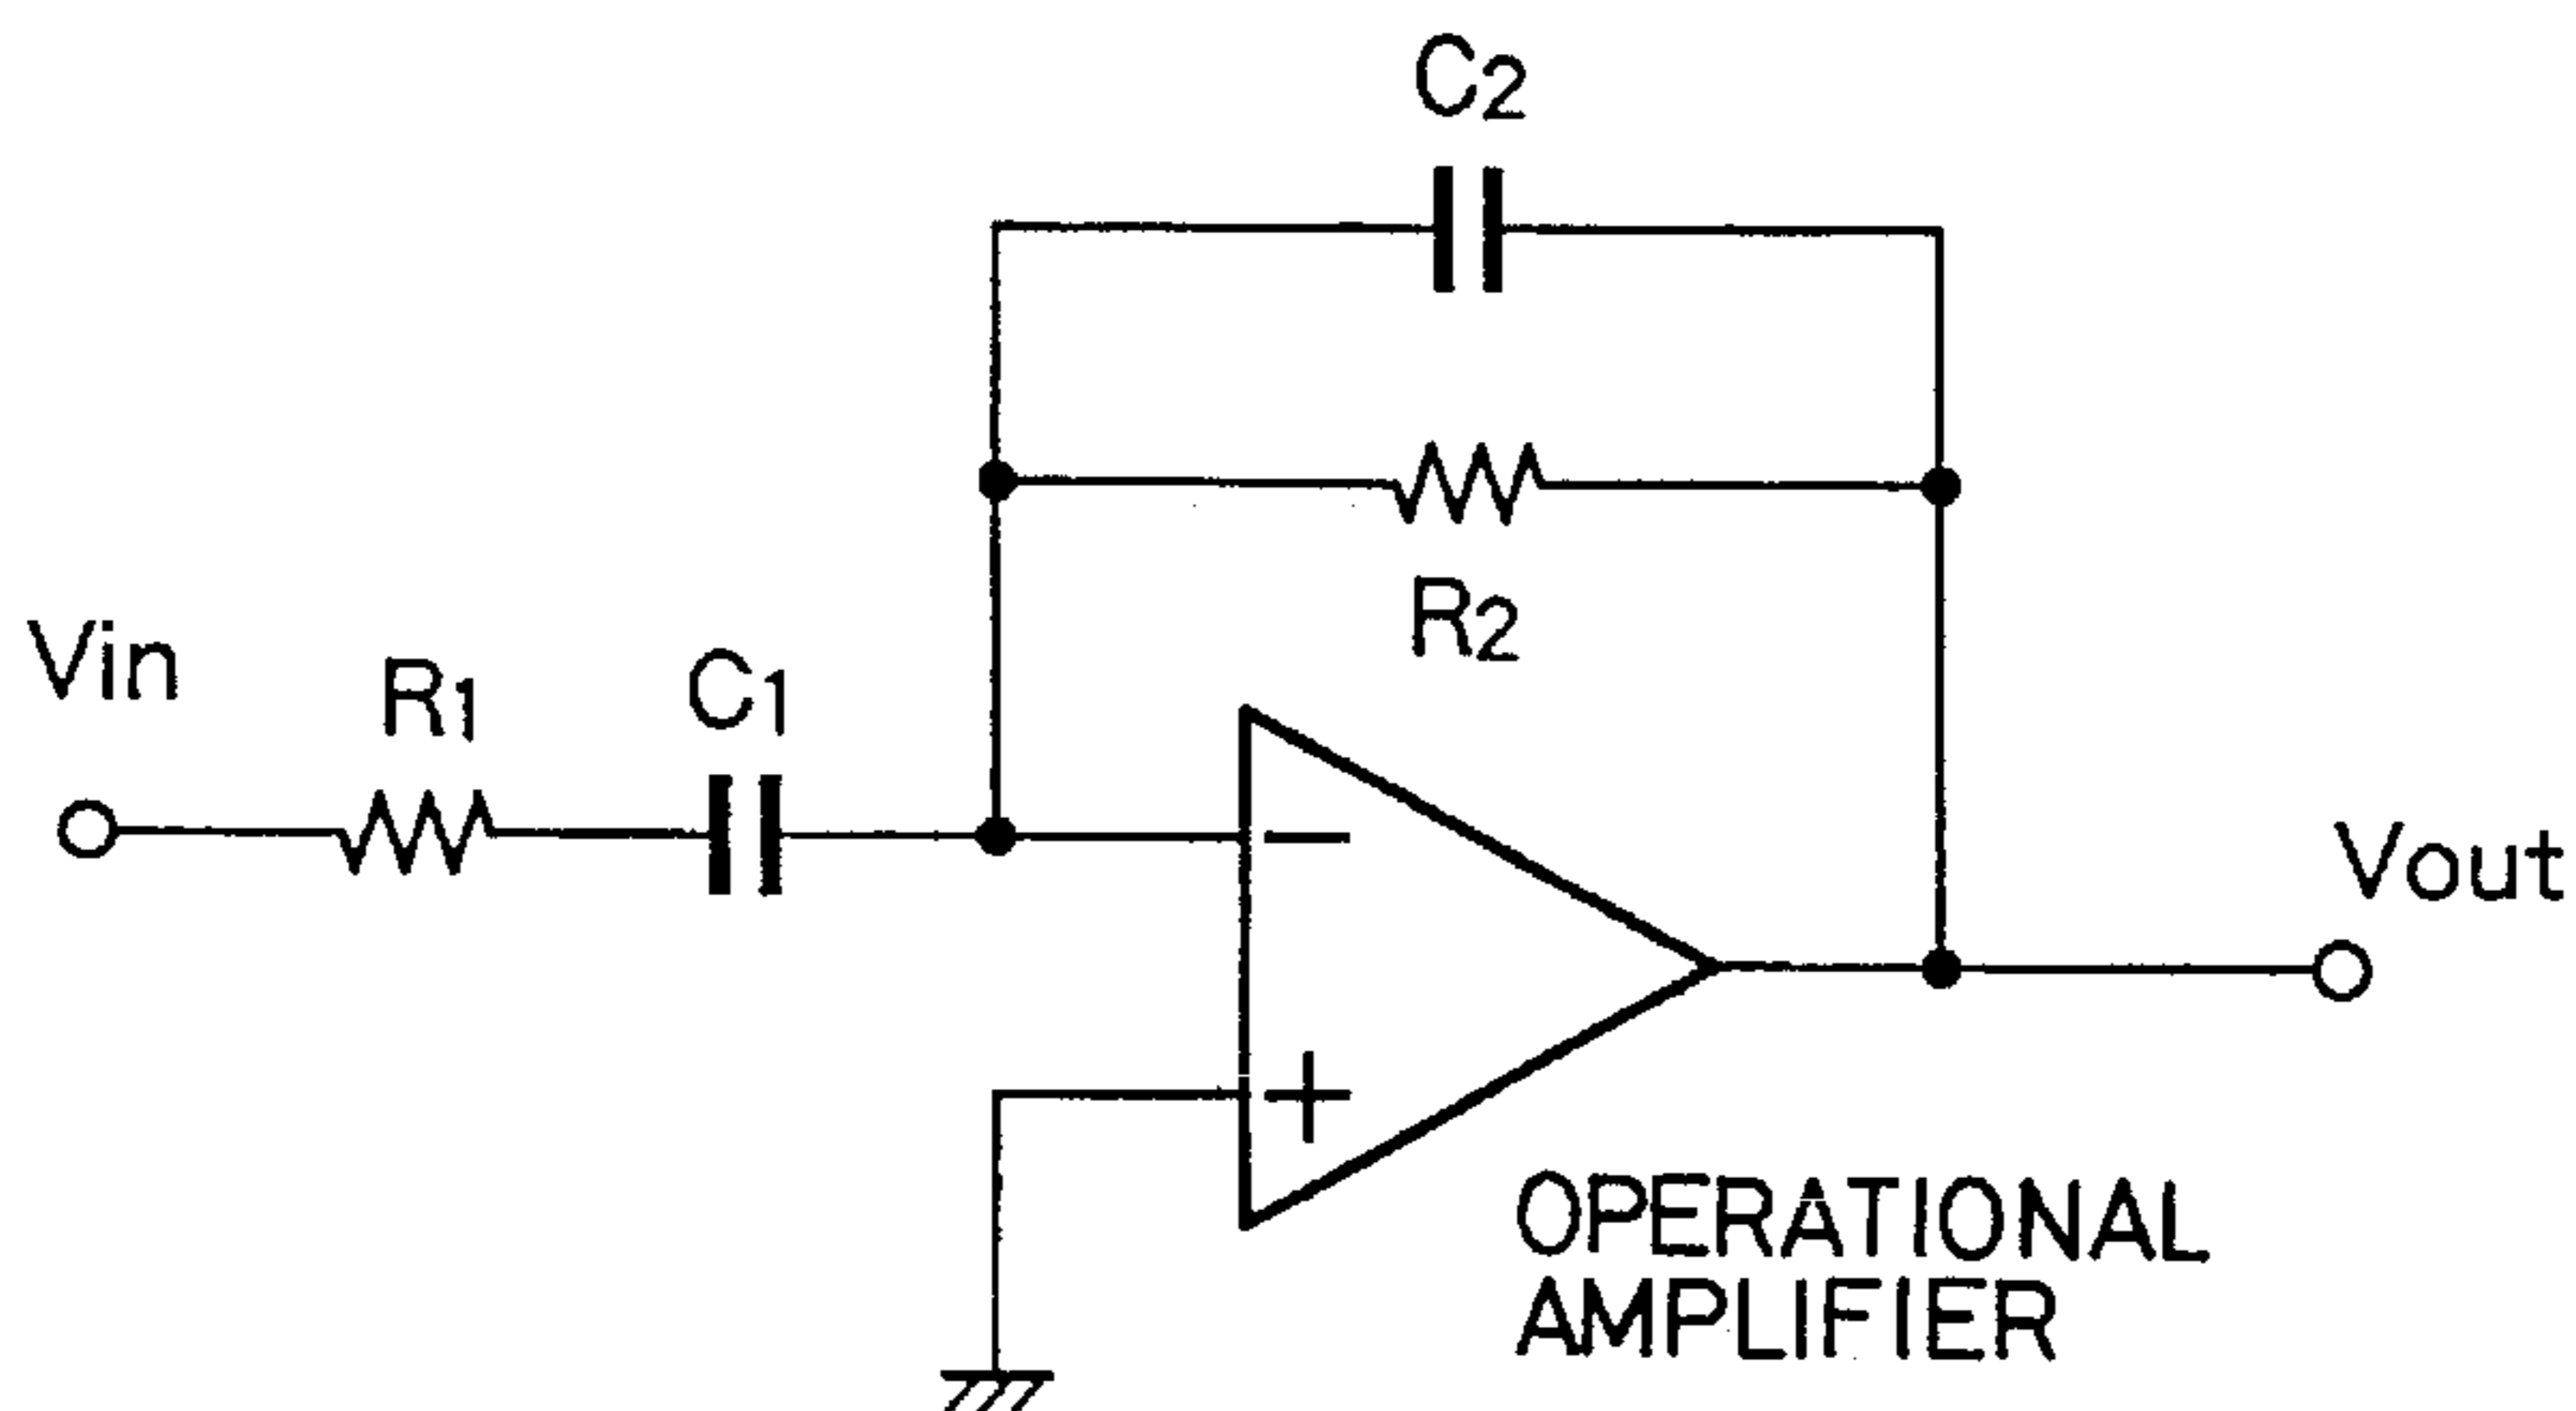 C2
R2
Vin
R1
C1
−
+
Vout
OPERATIONAL
AMPLIFIER